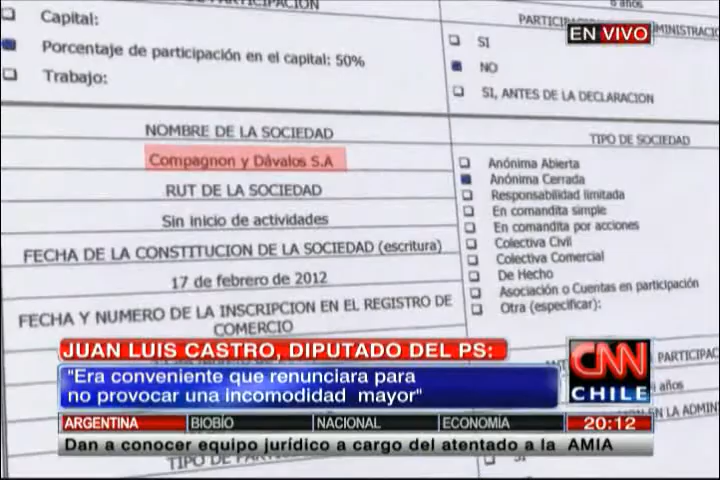 PARTICIPACIÓN
6 años
Capital:
Porcentaje de participación en el capital: 50%
Trabajo:
SI
NO
SI, ANTES DE LA DECLARACION
EN VIVO
NOMBRE DE LA SOCIEDAD
Compagnon y Dávalos S.A
RUT DE LA SOCIEDAD
Sin inicio de actividades
FECHA DE LA CONSTITUCION DE LA SOCIEDAD (escritura)
17 de febrero de 2012
FECHA Y NUMERO DE LA INSCRIPCION EN EL REGISTRO DE
COMERCIO
TIPO DE SOCIEDAD
Anónima Abierta
Anónima Cerrada
Responsabilidad limitada
En comandita simple
En comandita por acciones
Colectiva Civil
Colectiva Comercial
De Hecho
Asociación o Cuentas en participación
Otra (especificar):
JUAN LUIS CASTRO, DIPUTADO DEL PS:
"Era conveniente que renunciara para
no provocar una incomodidad mayor"
CNN
CHILE
ARGENTINA
BIOBÍO
NACIONAL
ECONOMÍA
20:12
Dan a conocer equipo jurídico a cargo del atentado a la AMIA